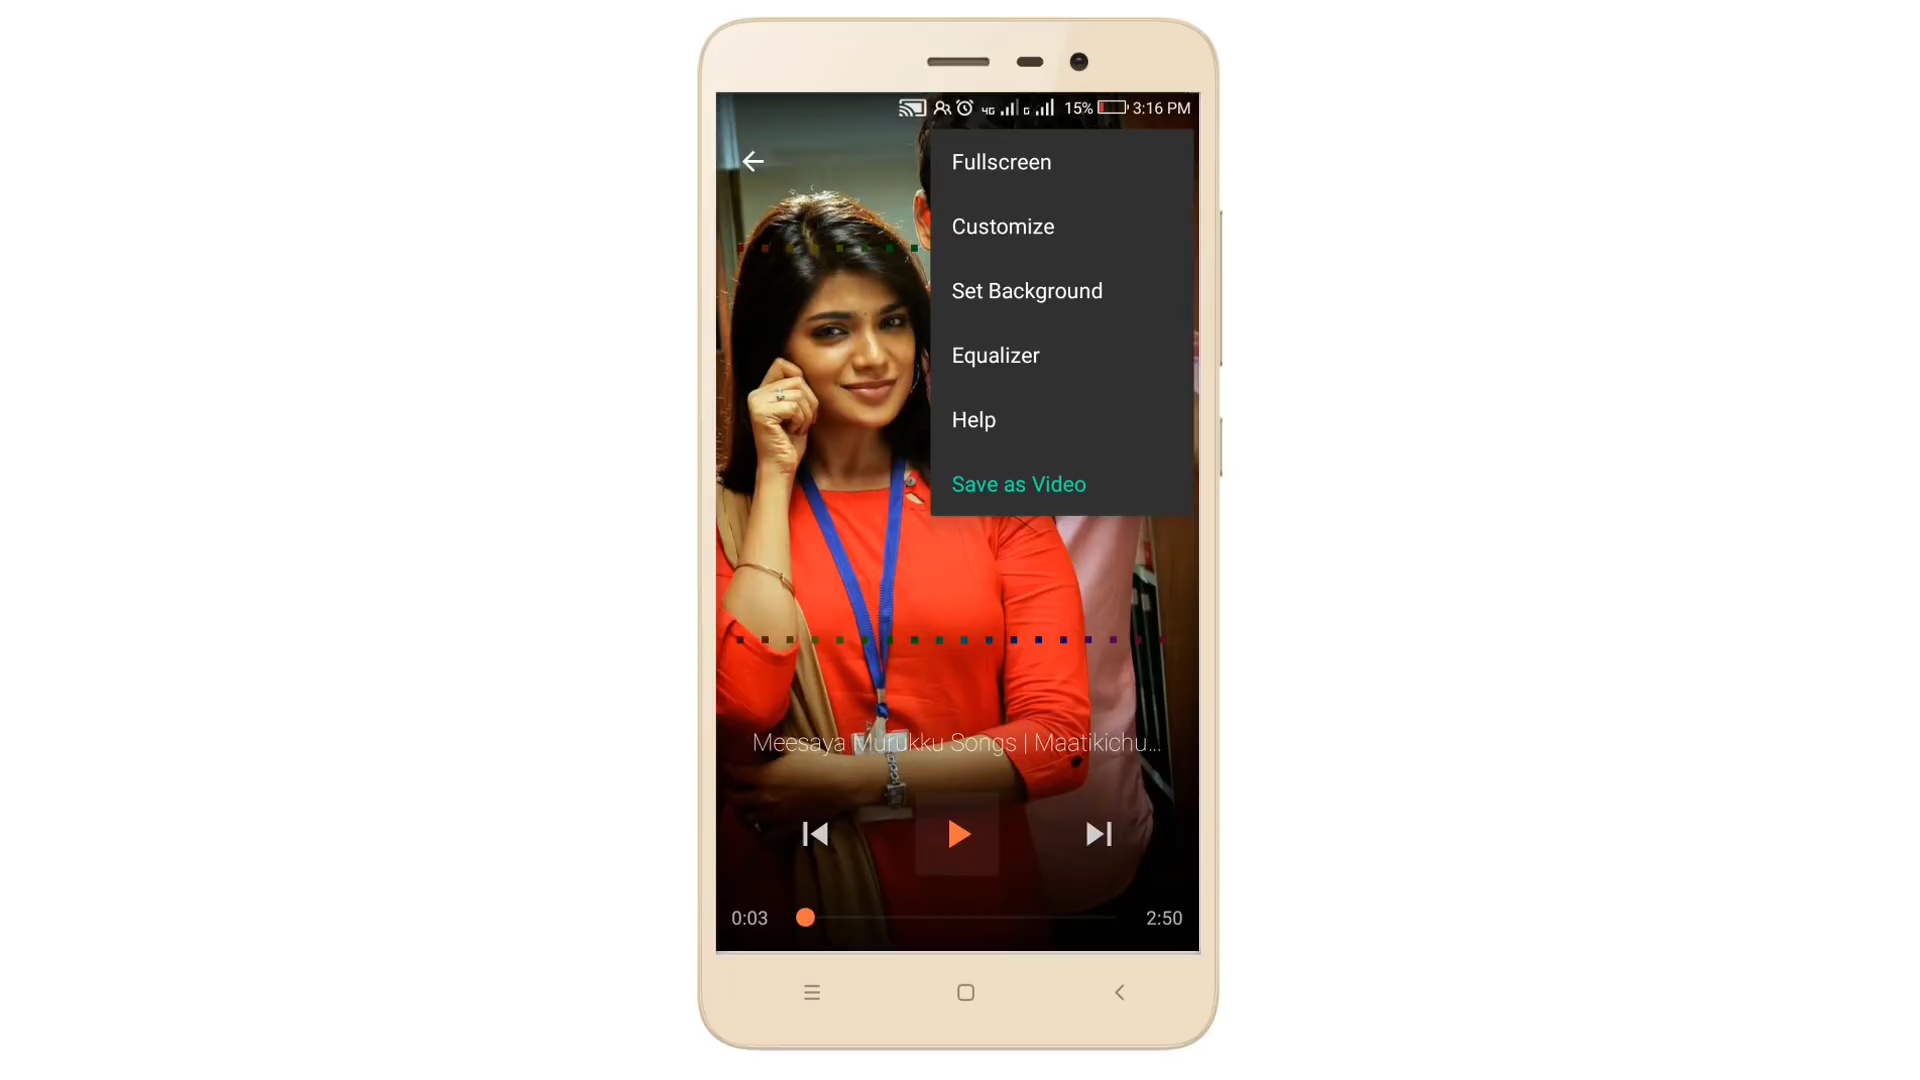 4G G 15% 3:16 PM
Fullscreen
Customize
Set Background
Equalizer
Help
Save as Video
Meesaya Murukku Songs | Maatikichu...
0:03 2:50